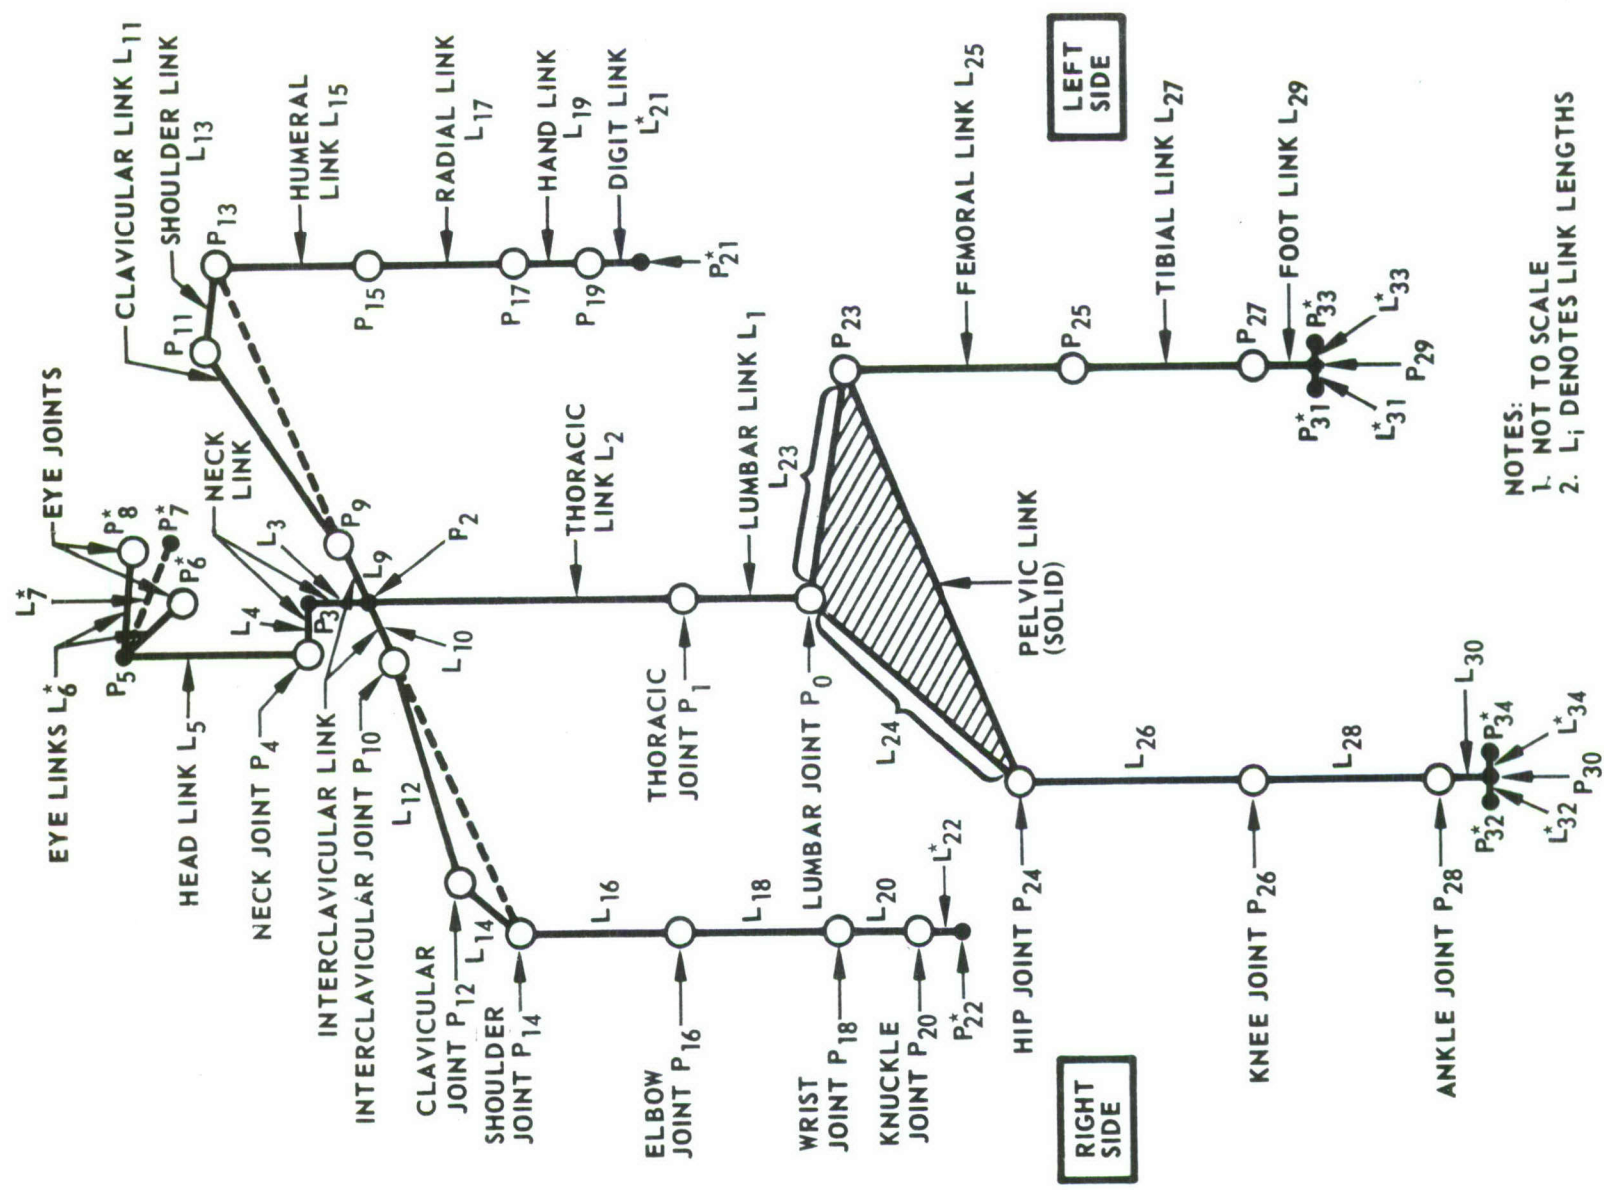 EYE LINKS L*6
L*7
EYE JOINTS
P5
P*8
P*7
P*6
HEAD LINK L5
L4
NECK
LINK
L3
P3
NECK JOINT P4
CLAVICULAR LINK L11
SHOULDER LINK
L13
P11
P13
P9
L9
P2
INTERCLAVICULAR LINK
INTERCLAVICULAR JOINT P10
L10
L12
CLAVICULAR
JOINT P12
L14
SHOULDER
JOINT P14
HUMERAL
LINK L15
P15
RADIAL LINK
L17
P17
HAND LINK
L19
P19
DIGIT LINK
L*21
P*21
THORACIC
LINK L2
THORACIC
JOINT P1
LUMBAR LINK L1
LUMBAR JOINT P0
L16
ELBOW
JOINT P16
L18
WRIST
JOINT P18
L20
KNUCKLE
JOINT P20
L*22
P*22
L23
P23
L24
PELVIC LINK
(SOLID)
HIP JOINT P24
FEMORAL LINK L25
P25
TIBIAL LINK L27
P27
FOOT LINK L29
P*31
P*33
L*31
L*33
P29
L26
KNEE JOINT P26
L28
ANKLE JOINT P28
L30
P*32
P*34
L*32
L*34
P30
RIGHT
SIDE
LEFT
SIDE
NOTES:
1. NOT TO SCALE
2. Li DENOTES LINK LENGTHS